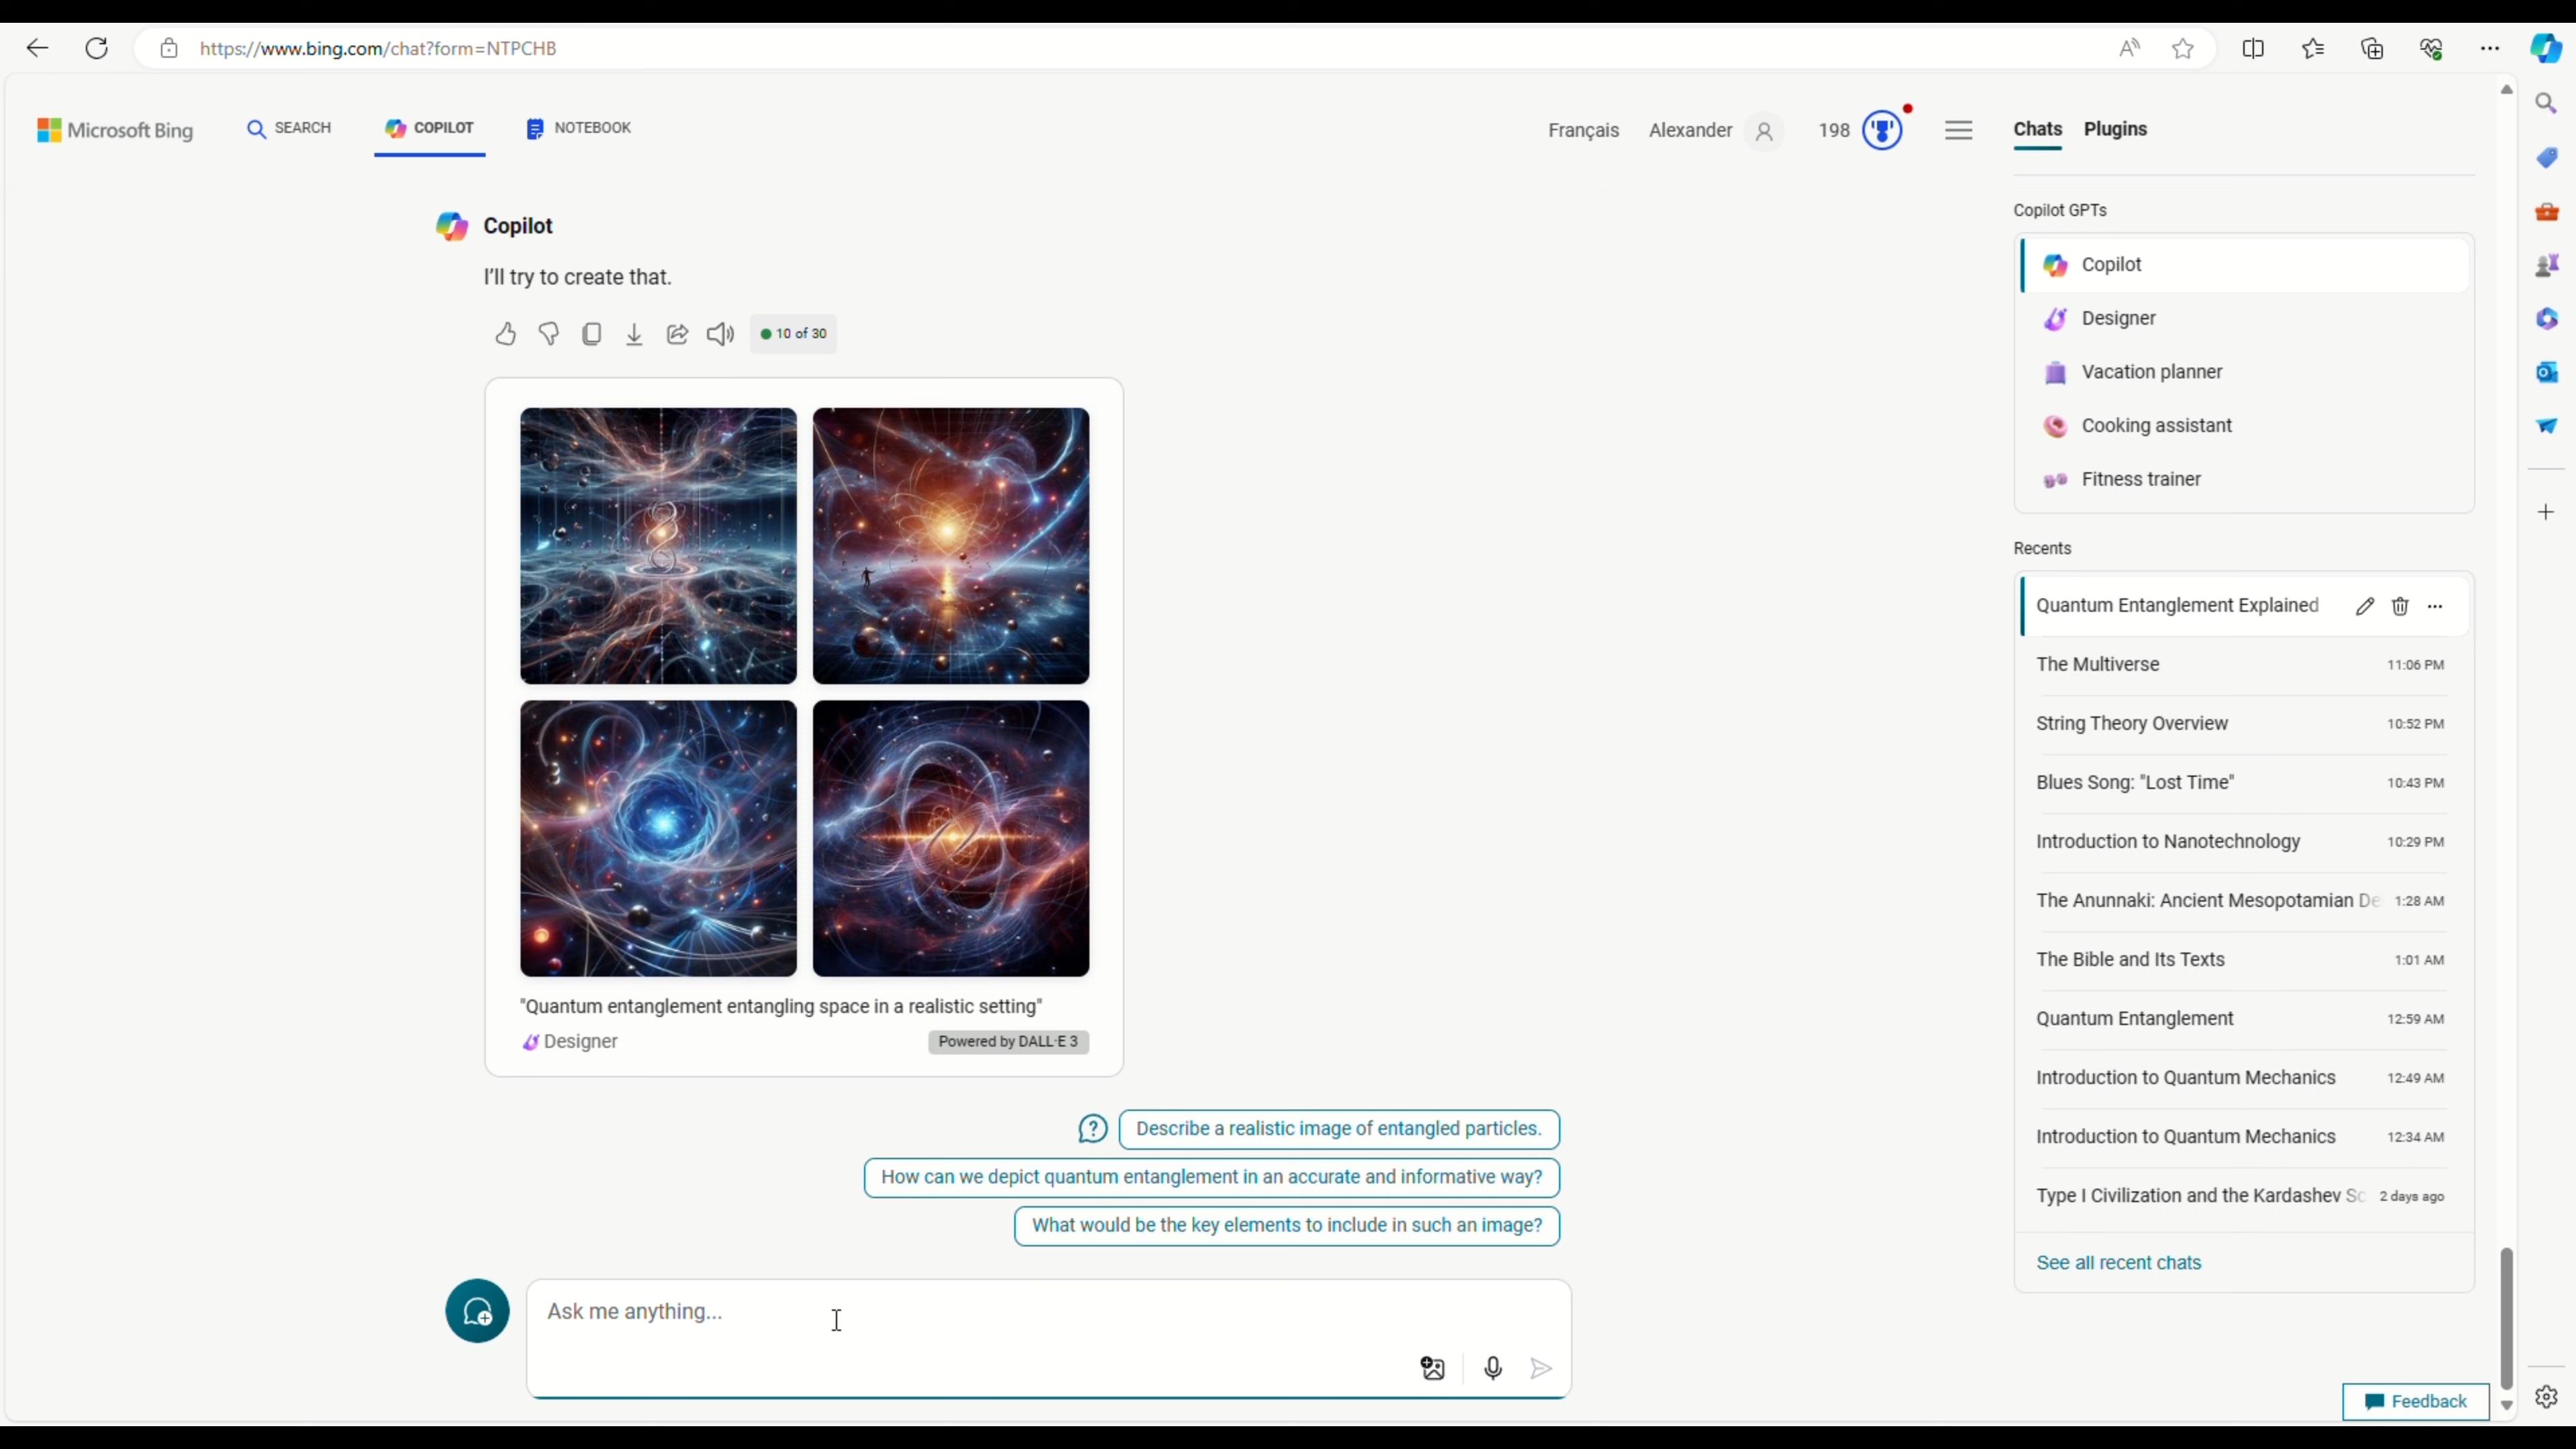 https://www.bing.com/chat?form=NTPCHB
Microsoft Bing
SEARCH
COPILOT
NOTEBOOK
Français
Alexander
198
Chats
Plugins
Copilot
I'll try to create that.
10 of 30
"Quantum entanglement entangling space in a realistic setting"
Designer
Powered by DALL·E 3
Describe a realistic image of entangled particles.
How can we depict quantum entanglement in an accurate and informative way?
What would be the key elements to include in such an image?
Ask me anything...
Copilot GPTs
Copilot
Designer
Vacation planner
Cooking assistant
Fitness trainer
Recents
Quantum Entanglement Explained
The Multiverse 11:06 PM
String Theory Overview 10:52 PM
Blues Song: "Lost Time" 10:43 PM
Introduction to Nanotechnology 10:29 PM
The Anunnaki: Ancient Mesopotamian De 1:28 AM
The Bible and Its Texts 1:01 AM
Quantum Entanglement 12:59 AM
Introduction to Quantum Mechanics 12:49 AM
Introduction to Quantum Mechanics 12:34 AM
Type I Civilization and the Kardashev Sc 2 days ago
See all recent chats
Feedback